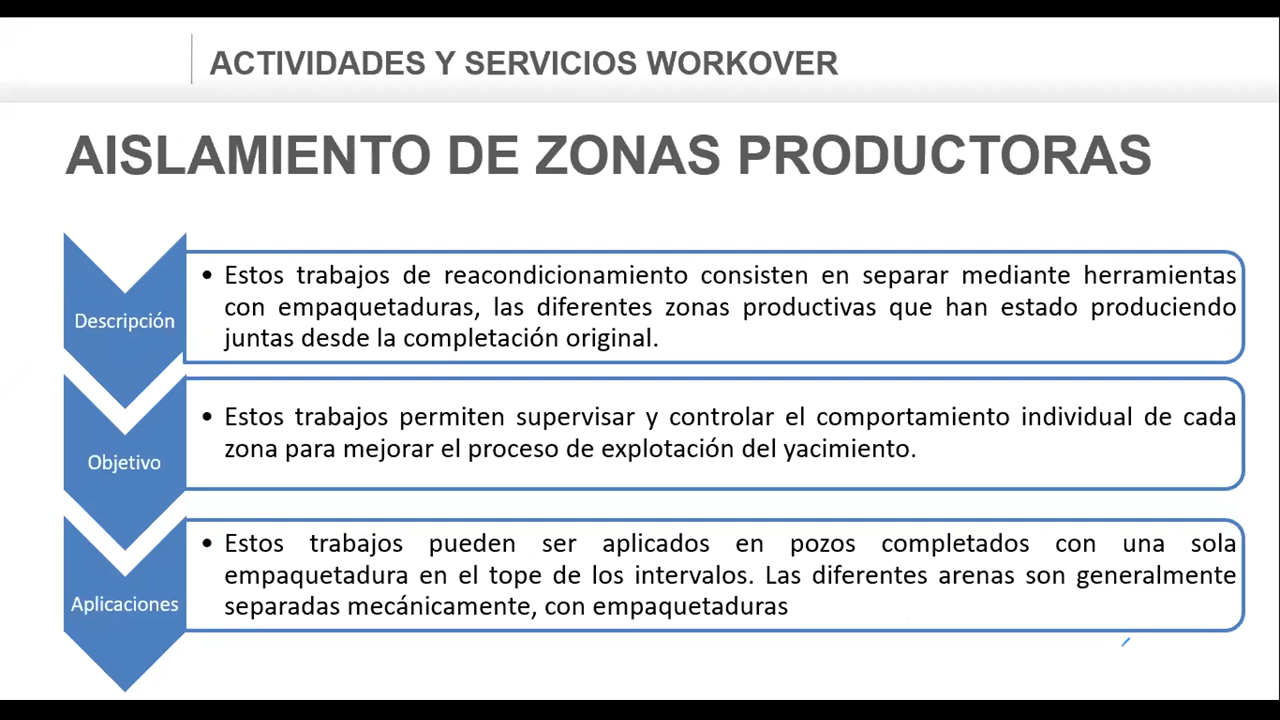 ACTIVIDADES Y SERVICIOS WORKOVER
AISLAMIENTO DE ZONAS PRODUCTORAS
Descripción
• Estos trabajos de reacondicionamiento consisten en separar mediante herramientas
con empaquetaduras, las diferentes zonas productivas que han estado produciendo
juntas desde la completación original.
Objetivo
• Estos trabajos permiten supervisar y controlar el comportamiento individual de cada
zona para mejorar el proceso de explotación del yacimiento.
Aplicaciones
• Estos trabajos pueden ser aplicados en pozos completados con una sola
empaquetadura en el tope de los intervalos. Las diferentes arenas son generalmente
separadas mecánicamente, con empaquetaduras